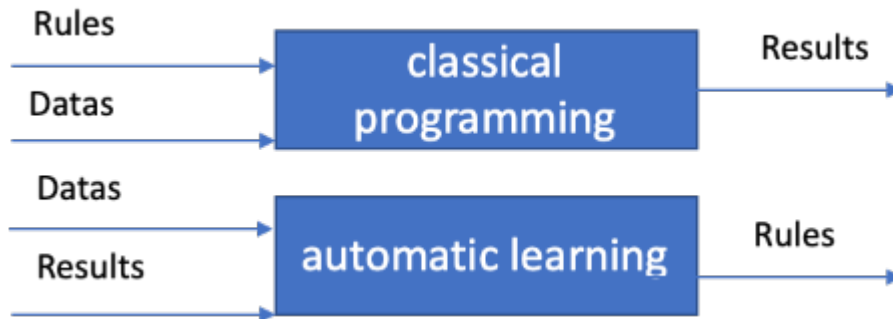 Rules
classical
programming
Results
Datas
Datas
automatic learning
Rules
Results